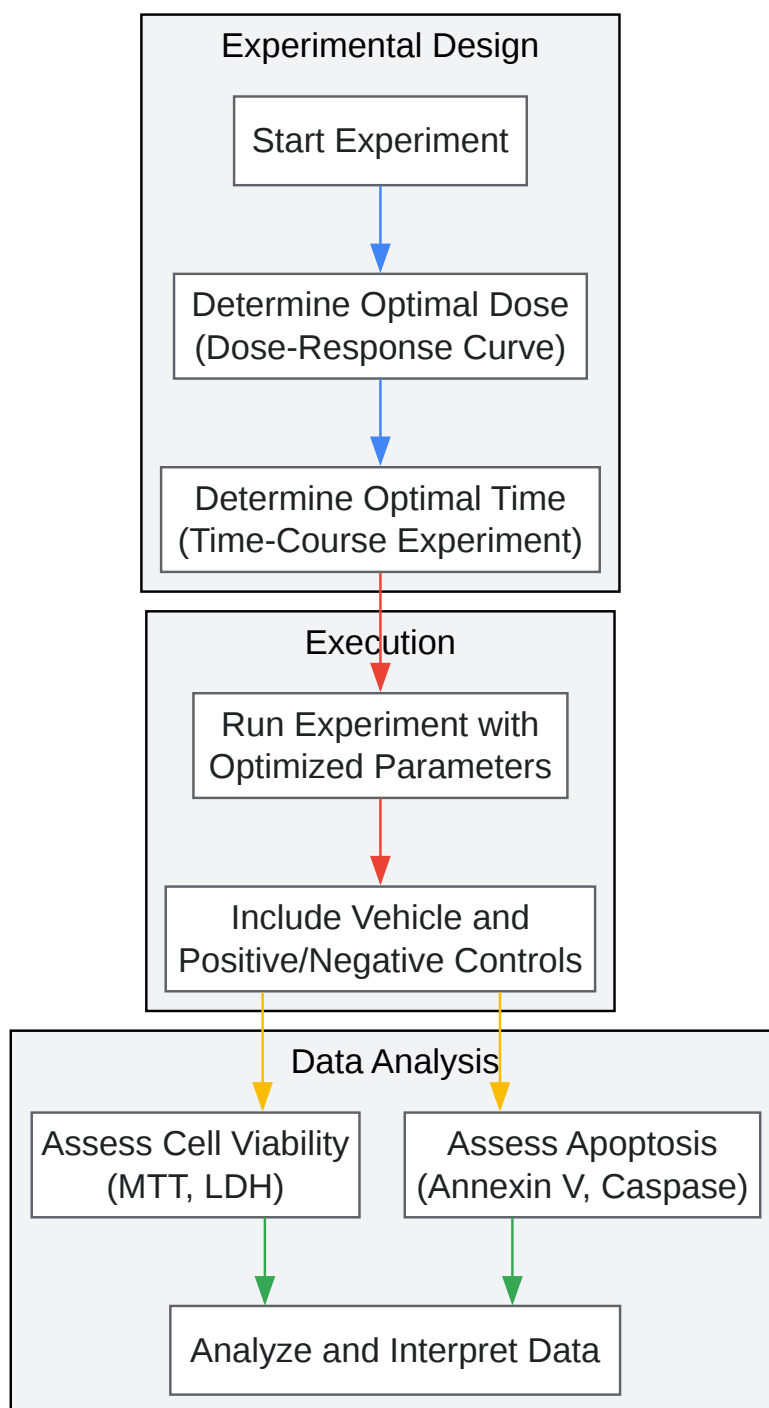 Experimental Design
Start Experiment
Determine Optimal Dose
(Dose-Response Curve)
Determine Optimal Time
(Time-Course Experiment)
Execution
Run Experiment with
Optimized Parameters
Include Vehicle and
Positive/Negative Controls
Data Analysis
Assess Cell Viability
(MTT, LDH)
Assess Apoptosis
(Annexin V, Caspase)
Analyze and Interpret Data